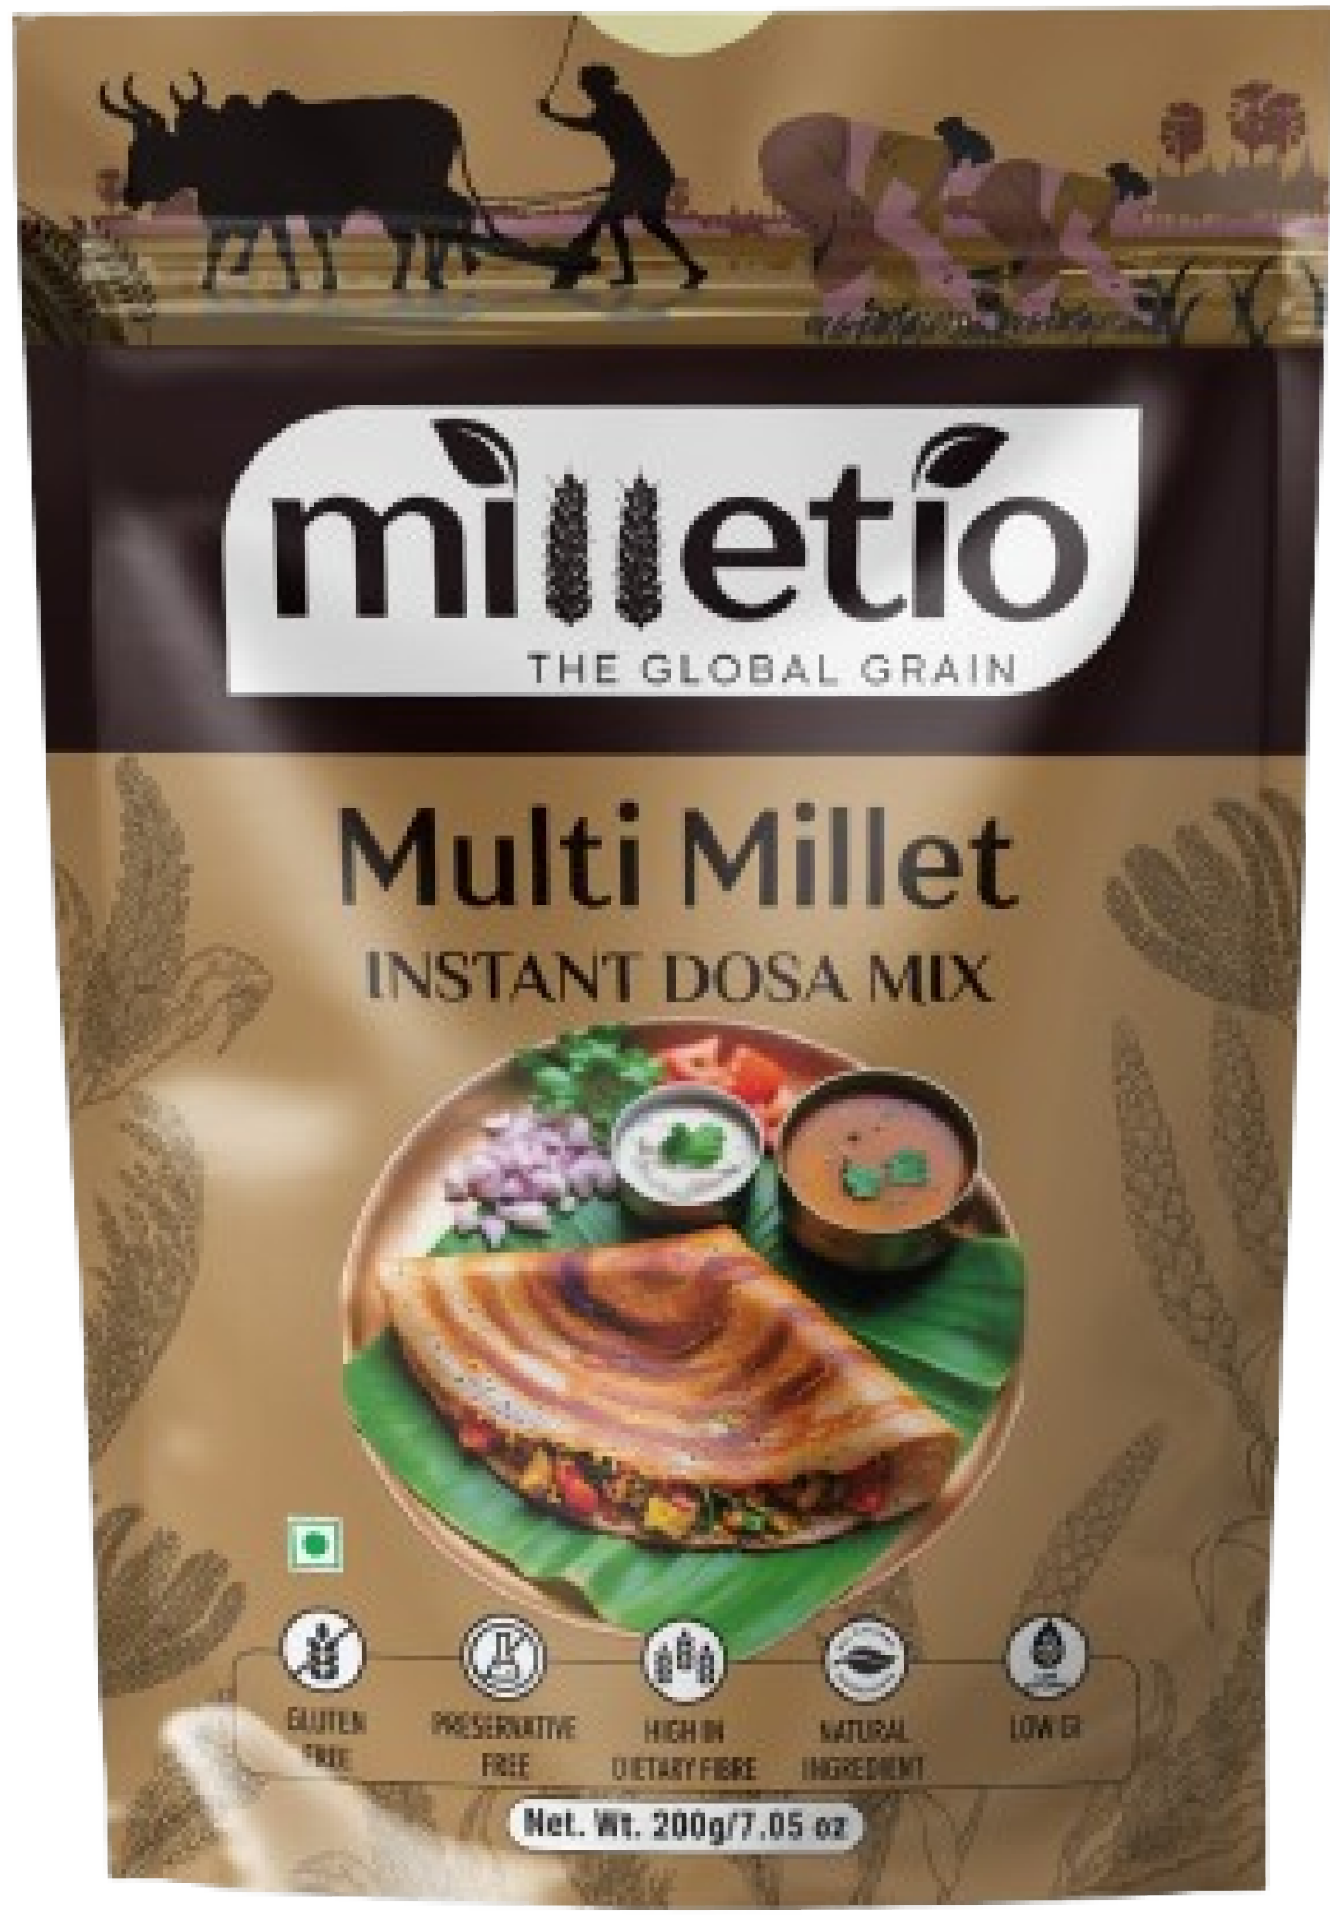 milletio
THE GLOBAL GRAIN
Multi Millet
INSTANT DOSA MIX
GLUTEN
FREE
PRESERVATIVE
FREE
HIGH IN
DIETARY FIBRE
NATURAL
INGREDIENT
LOW GI
Net. Wt. 200g/7.05 oz